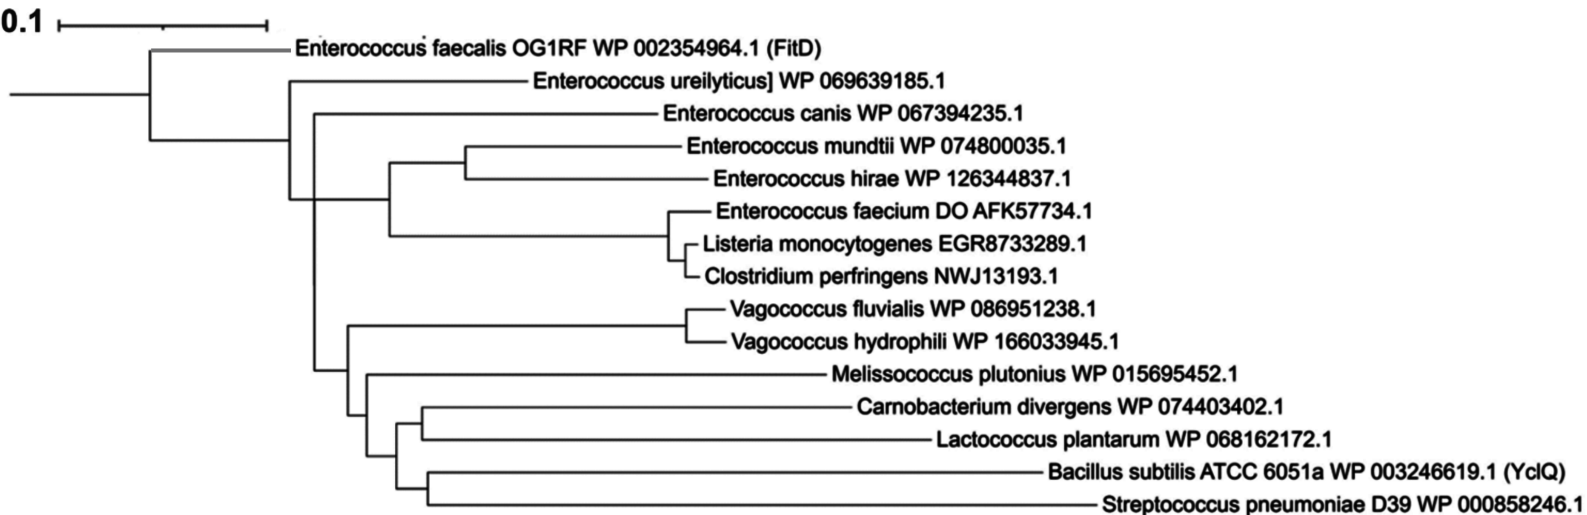 0.1
Enterococcus faecalis OG1RF WP 002354964.1 (FitD)
Enterococcus ureilyticus] WP 069639185.1
Enterococcus canis WP 067394235.1
Enterococcus mundtii WP 074800035.1
Enterococcus hirae WP 126344837.1
Enterococcus faecium DO AFK57734.1
Listeria monocytogenes EGR8733289.1
Clostridium perfringens NWJ13193.1
Vagococcus fluvialis WP 086951238.1
Vagococcus hydrophili WP 166033945.1
Melissococcus plutonius WP 015695452.1
Carnobacterium divergens WP 074403402.1
Lactococcus plantarum WP 068162172.1
Bacillus subtilis ATCC 6051a WP 003246619.1 (YclQ)
Streptococcus pneumoniae D39 WP 000858246.1